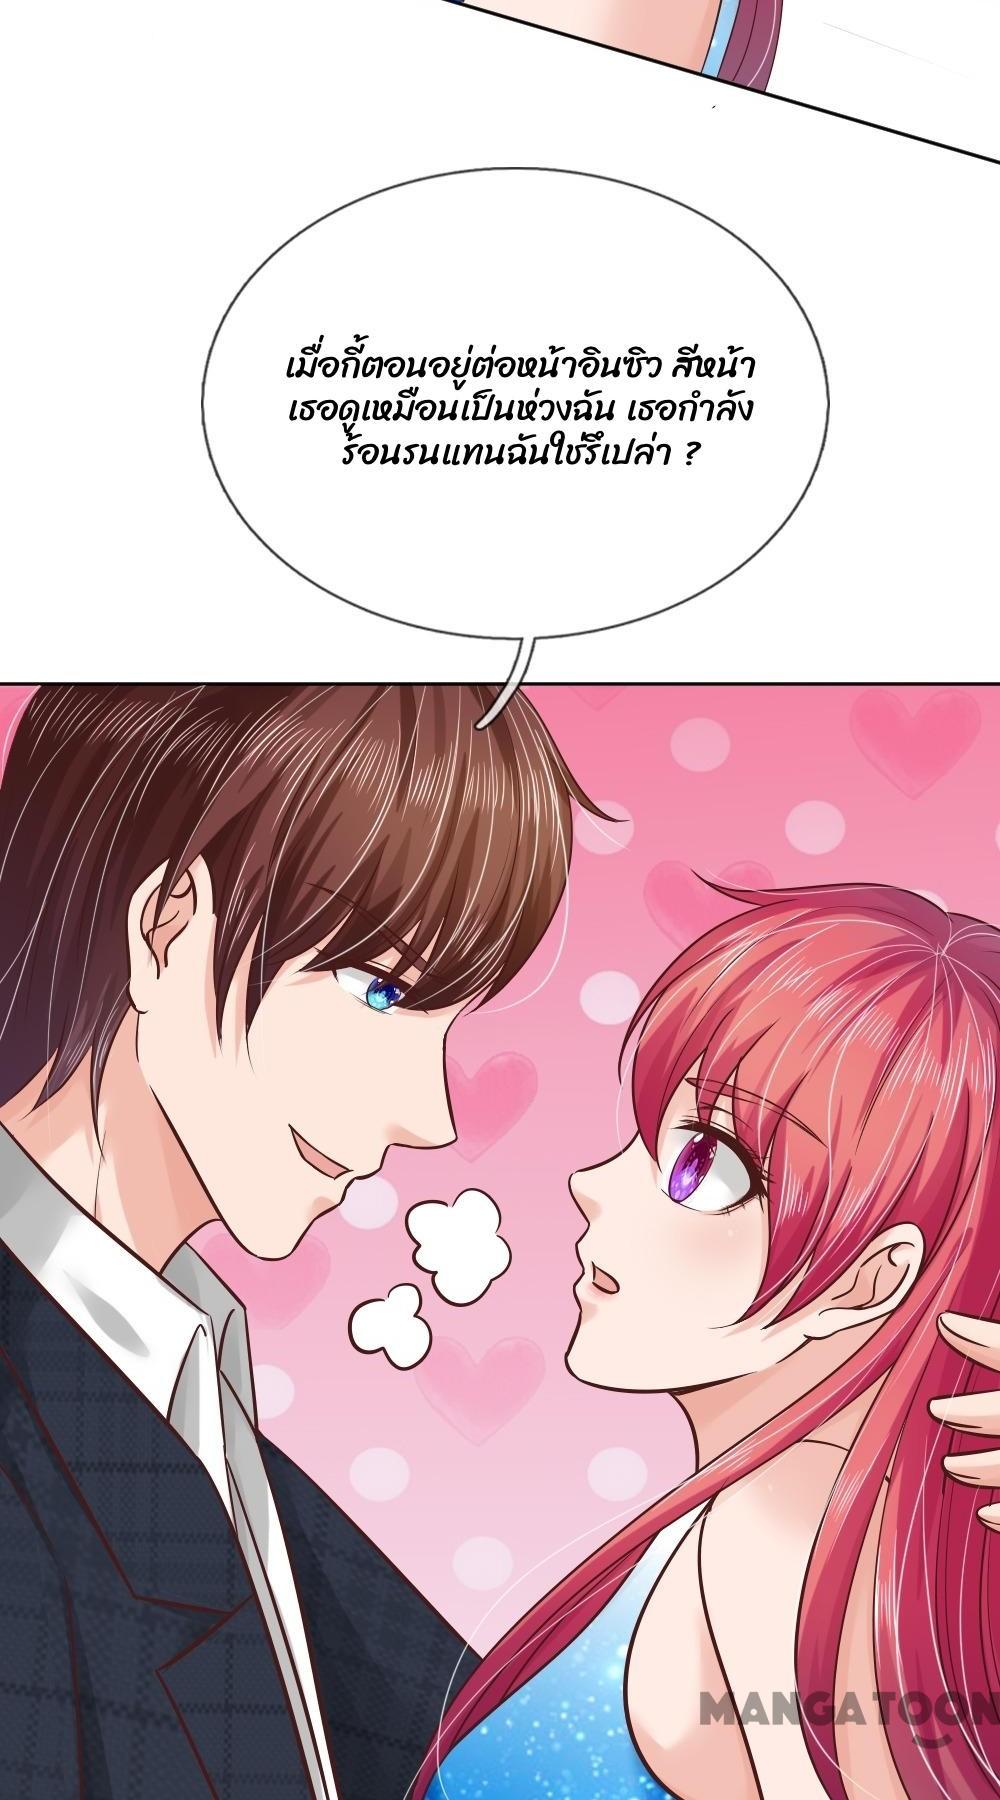 เมื่อกี้ตอนอยู่ต่อหน้าอินซิว สีหน้า
เธอดูเหมือนเป็นห่วงฉัน เธอกำลัง
ร้อนรนแทนฉันใช่รึเปล่า ?
MANGATOON